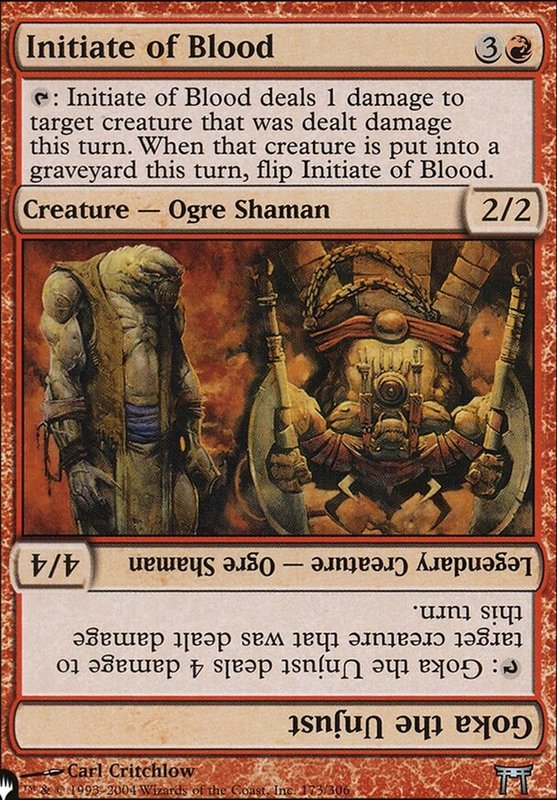 Initiate of Blood
3
: Initiate of Blood deals 1 damage to
target creature that was dealt damage
this turn. When that creature is put into a
graveyard this turn, flip Initiate of Blood.
Creature — Ogre Shaman
2/2
Goka the Unjust
: Goka the Unjust deals 4 damage to
target creature that was dealt damage
this turn.
Legendary Creature — Ogre Shaman
4/4
Carl Critchlow
™ & © 1993–2004 Wizards of the Coast, Inc. 173/306